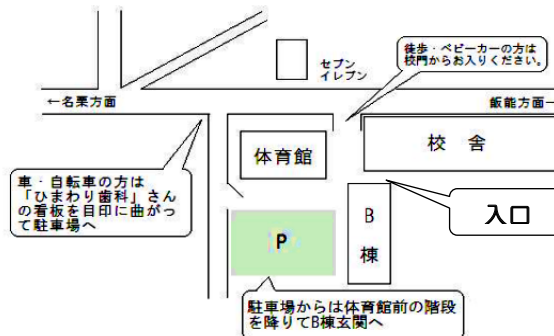 セブン
イレブン
徒歩・ベビーカーの方は
校門からお入りください。
←名栗方面
飯能方面→
体育館
校舎
車・自転車の方は
「ひまわり歯科」さん
の看板を目印に曲がっ
て駐車場へ
B
棟
入口
P
駐車場からは体育館前の階段
を降りてB棟玄関へ